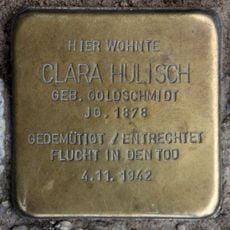 HIER WOHNTE
CLARA HULISCH
GEB. GOLDSCHMIDT
JG. 1878
GEDEMÜTIGT / ENTRECHTET
FLUCHT IN DEN TOD
4.11.1942